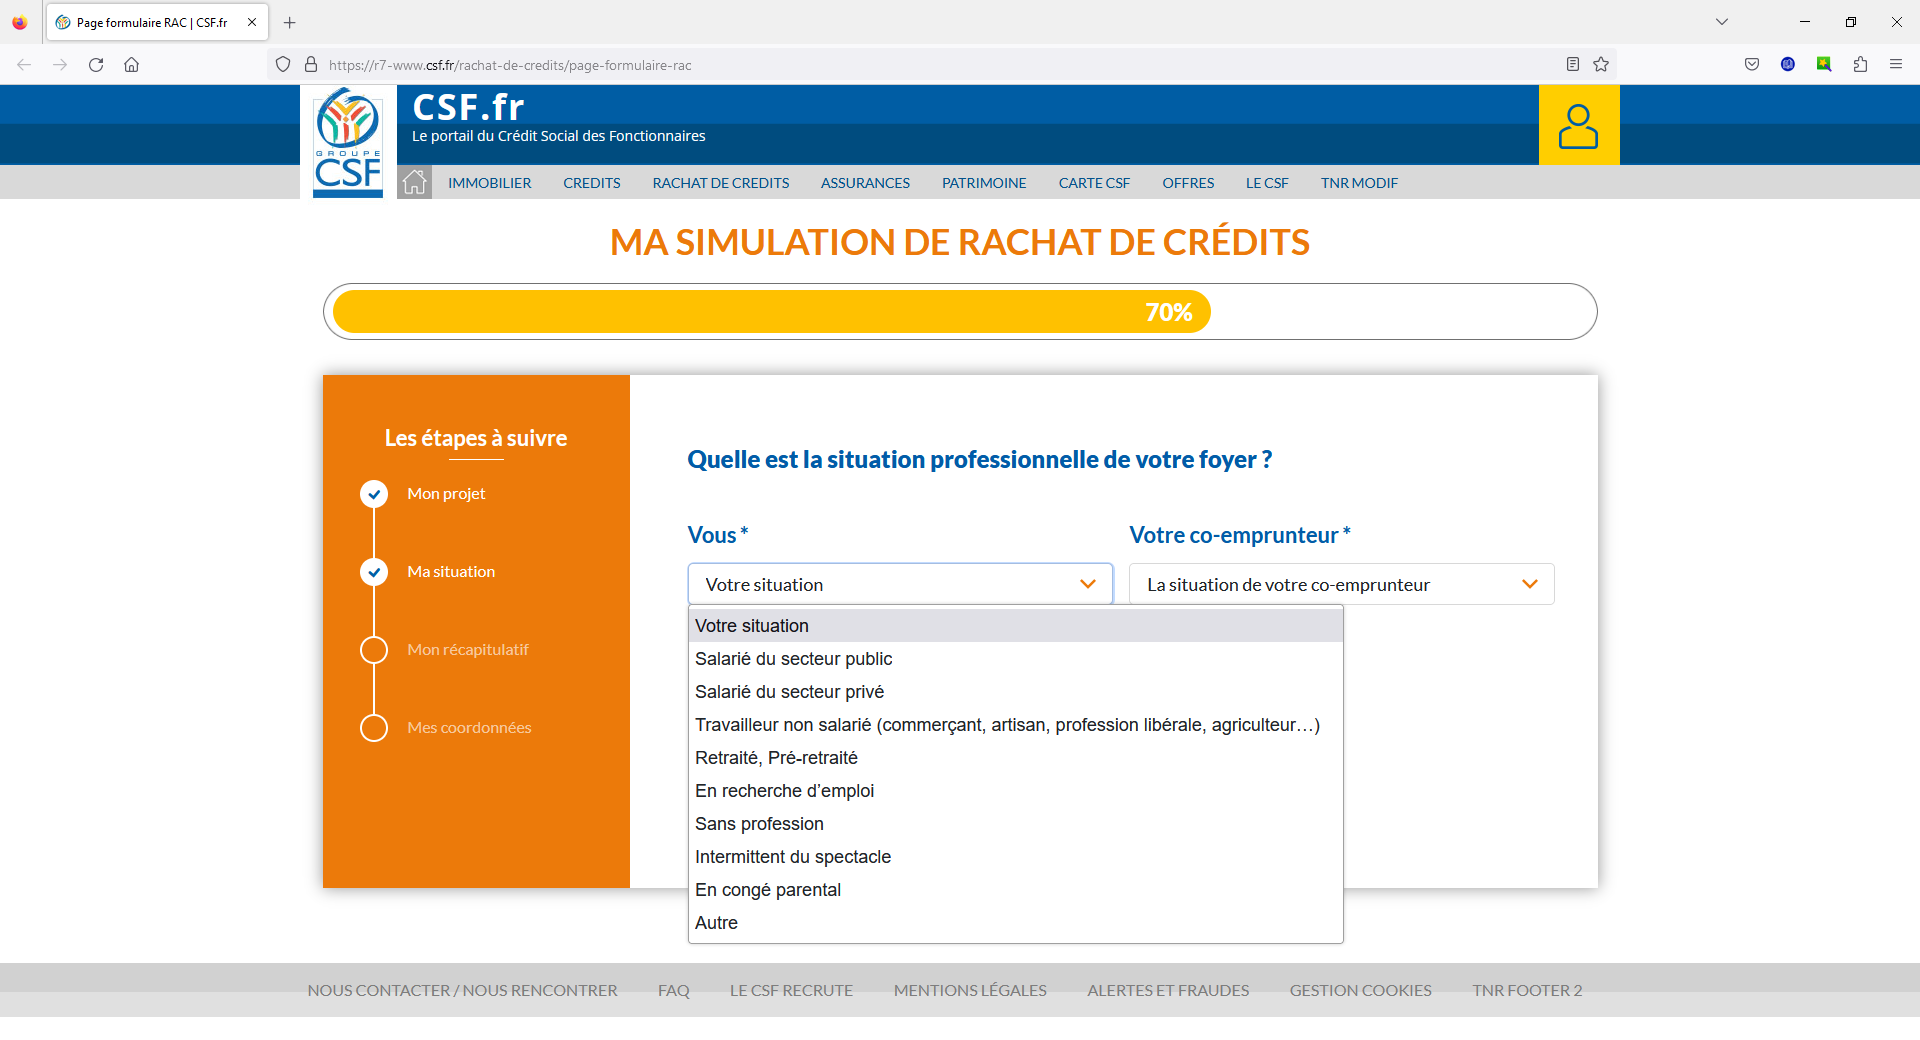 Page formulaire RAC | CSF.fr
https://r7-www.csf.fr/rachat-de-credits/page-formulaire-rac
GROUPE
CSF
CSF.fr
Le portail du Crédit Social des Fonctionnaires
IMMOBILIER CREDITS RACHAT DE CREDITS ASSURANCES PATRIMOINE CARTE CSF OFFRES LE CSF TNR MODIF
MA SIMULATION DE RACHAT DE CRÉDITS
70%
Les étapes à suivre
Mon projet
Ma situation
Mon récapitulatif
Mes coordonnées
Quelle est la situation professionnelle de votre foyer ?
Vous *
Votre situation
Votre co-emprunteur *
La situation de votre co-emprunteur
Votre situation
Salarié du secteur public
Salarié du secteur privé
Travailleur non salarié (commerçant, artisan, profession libérale, agriculteur…)
Retraité, Pré-retraité
En recherche d’emploi
Sans profession
Intermittent du spectacle
En congé parental
Autre
NOUS CONTACTER / NOUS RENCONTRER FAQ LE CSF RECRUTE MENTIONS LÉGALES ALERTES ET FRAUDES GESTION COOKIES TNR FOOTER 2